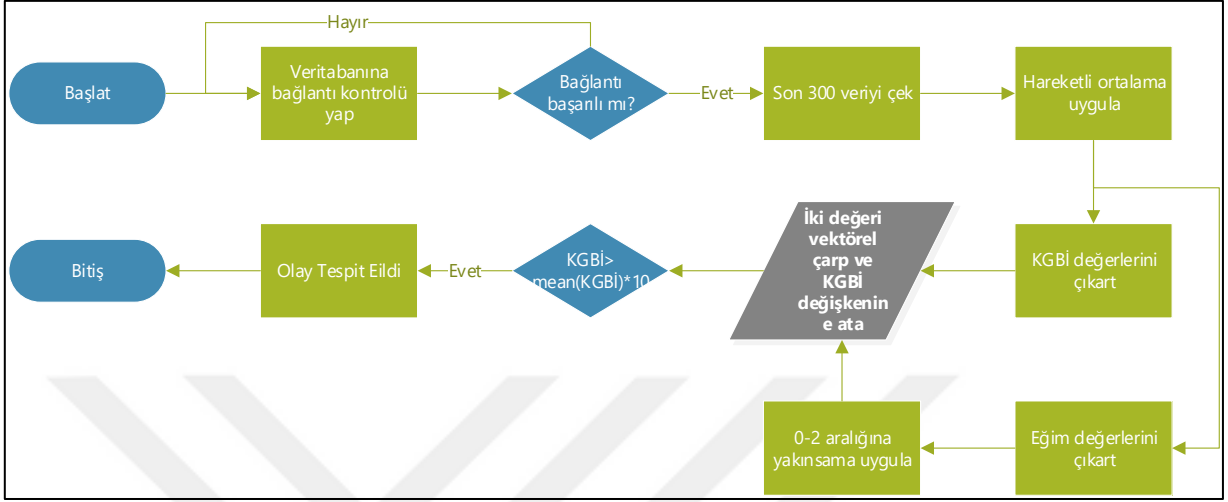 Hayır
Başlat
Veritabanına
bağlantı kontrolü
yap
Bağlantı
başarılı mı?
Evet
Son 300 veriyi çek
Hareketli ortalama
uygula
Bitiş
Olay Tespit Eildi
Evet
KGBİ>
mean(KGBİ)*10
İki değeri
vektörel
çarp ve
KGBİ
değişkenin
e ata
KGBİ değerlerini
çıkart
0-2 aralığına
yakınsama uygula
Eğim değerlerini
çıkart